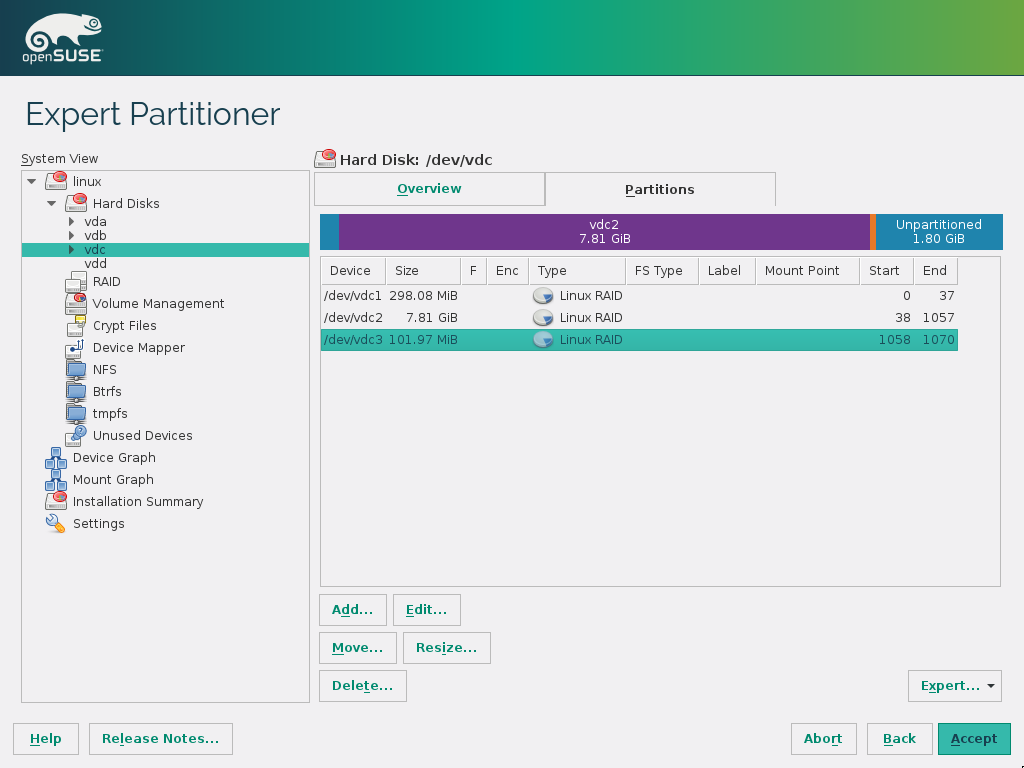 openSUSE
Expert Partitioner
System View
linux
Hard Disks
vda
vdb
vdc
vdd
RAID
Volume Management
Crypt Files
Device Mapper
NFS
Btrfs
tmpfs
Unused Devices
Device Graph
Mount Graph
Installation Summary
Settings
Hard Disk: /dev/vdc
Overview Partitions
vdc2 Unpartitioned
7.81 GiB 1.80 GiB
Device Size F Enc Type FS Type Label Mount Point Start End
/dev/vdc1 298.08 MiB Linux RAID 0 37
/dev/vdc2 7.81 GiB Linux RAID 38 1057
/dev/vdc3 101.97 MiB Linux RAID 1058 1070
Add... Edit...
Move... Resize...
Delete... Expert...
Help Release Notes... Abort Back Accept